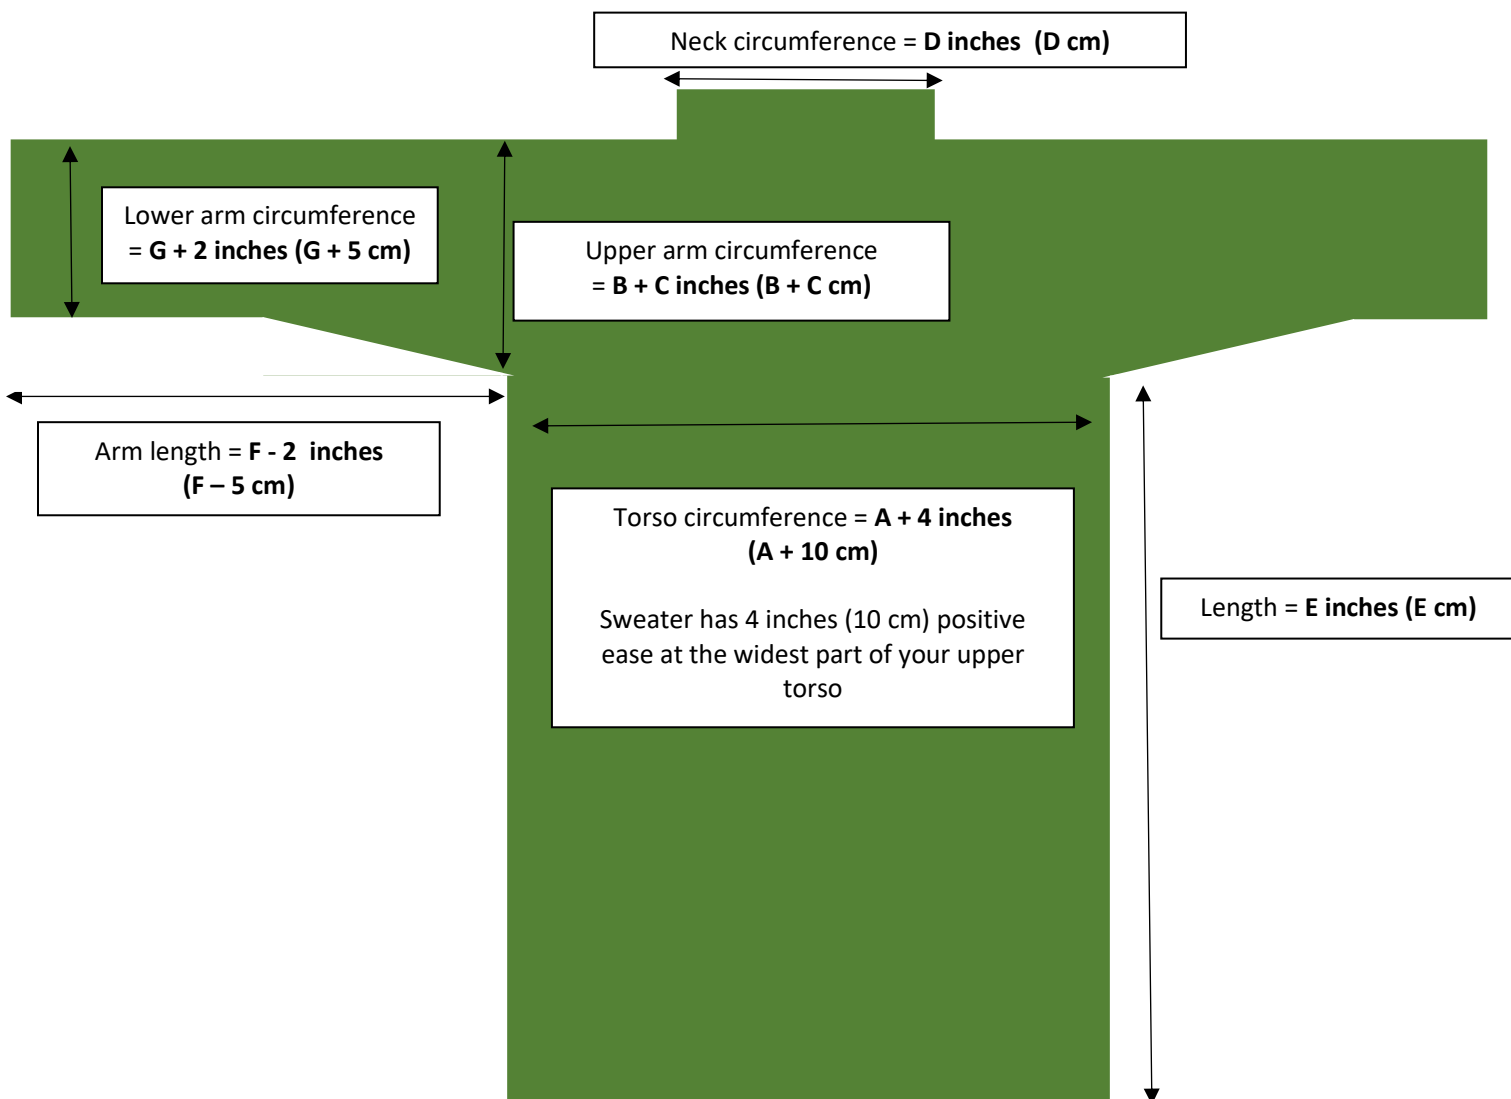 Neck circumference = D inches  (D cm)
Lower arm circumference
= G + 2 inches (G + 5 cm)
Upper arm circumference
= B + C inches (B + C cm)
Arm length = F - 2  inches
(F – 5 cm)
Torso circumference = A + 4 inches
(A + 10 cm)
Sweater has 4 inches (10 cm) positive
ease at the widest part of your upper
torso
Length = E inches (E cm)